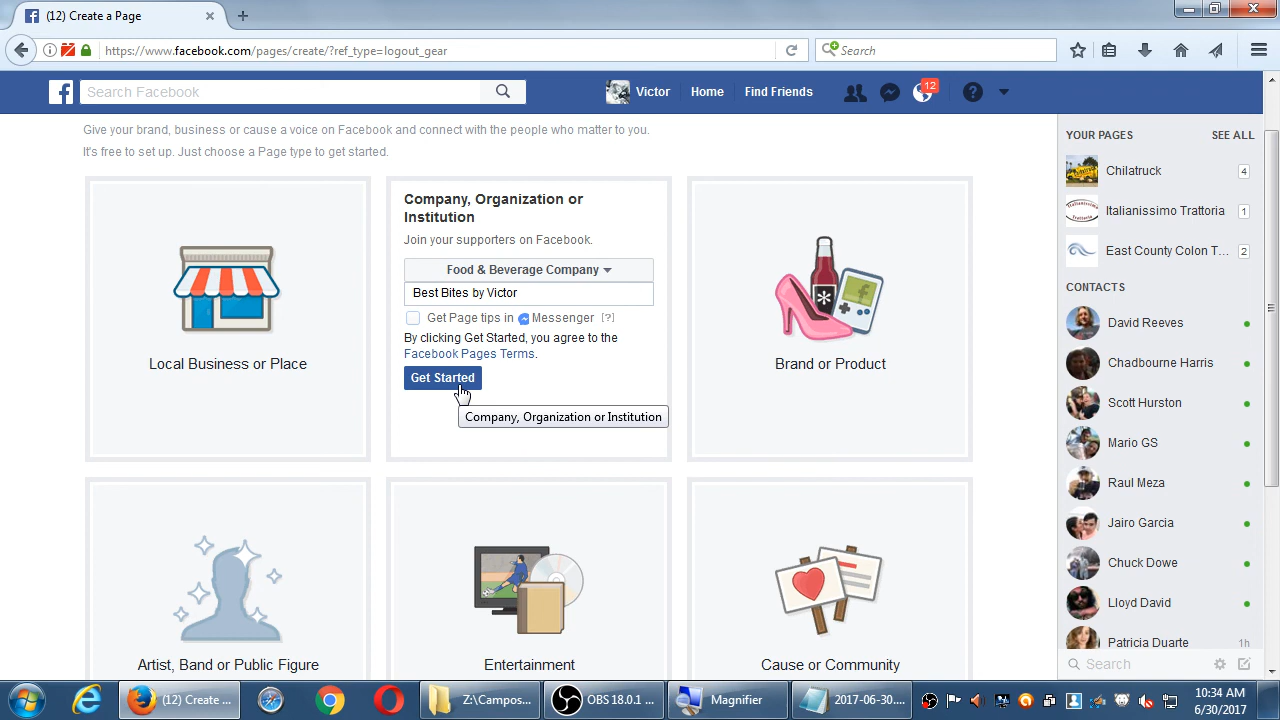 (12) Create a Page
https://www.facebook.com/pages/create/?ref_type=logout_gear
Search
Search Facebook
Victor
Home
Find Friends
12
Give your brand, business or cause a voice on Facebook and connect with the people who matter to you.
It's free to set up. Just choose a Page type to get started.
Local Business or Place
Company, Organization or
Institution
Join your supporters on Facebook.
Food & Beverage Company
Best Bites by Victor
Get Page tips in Messenger [?]
By clicking Get Started, you agree to the
Facebook Pages Terms.
Get Started
Company, Organization or Institution
Brand or Product
Artist, Band or Public Figure
Entertainment
Cause or Community
YOUR PAGES SEE ALL
Chilatruck 4
Italianissimo Trattoria 1
East County Colon T... 2
CONTACTS
David Reeves
Chadbourne Harris
Scott Hurston
Mario GS
Raul Meza
Jairo Garcia
Chuck Dowe
Lloyd David
Patricia Duarte 1h
Search
(12) Create ...
Z:\Campos...
OBS 18.0.1 ...
Magnifier
2017-06-30....
10:34 AM
6/30/2017